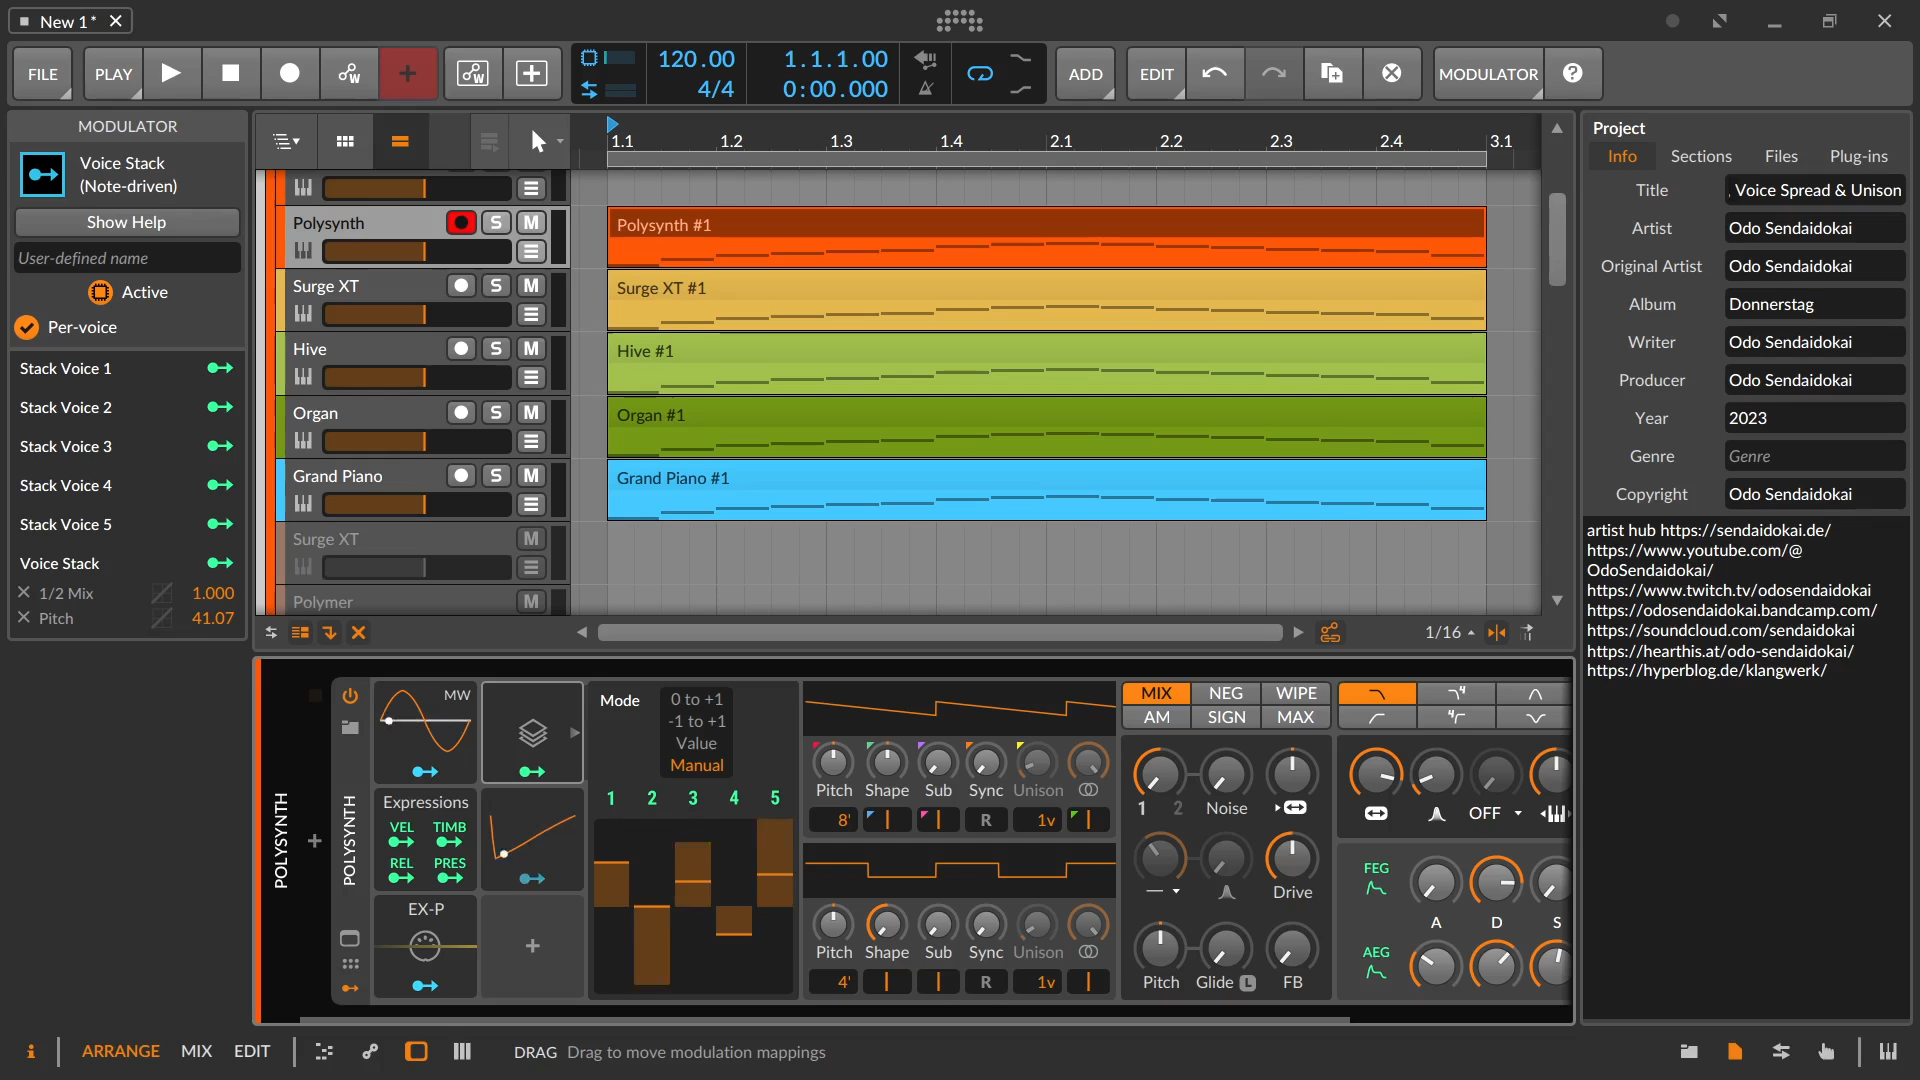 New 1*
FILE PLAY 120.00 1.1.1.00 ADD EDIT MODULATOR
4/4 0:00.000
MODULATOR
Voice Stack
(Note-driven)
Show Help
User-defined name
Active
Per-voice
Stack Voice 1
Stack Voice 2
Stack Voice 3
Stack Voice 4
Stack Voice 5
Voice Stack
1/2 Mix 1.000
Pitch 41.07
1.1 1.2 1.3 1.4 2.1 2.2 2.3 2.4 3.1
Polysynth S M
Polysynth #1
Surge XT S M
Surge XT #1
Hive S M
Hive #1
Organ S M
Organ #1
Grand Piano S M
Grand Piano #1
Surge XT M
Polymer M
1/16
Project
Info Sections Files Plug-ins
Title , Voice Spread & Unison
Artist Odo Sendaidokai
Original Artist Odo Sendaidokai
Album Donnerstag
Writer Odo Sendaidokai
Producer Odo Sendaidokai
Year 2023
Genre Genre
Copyright Odo Sendaidokai
artist hub https://sendaidokai.de/
https://www.youtube.com/@
OdoSendaidokai/
https://www.twitch.tv/odosendaidokai
https://odosendaidokai.bandcamp.com/
https://soundcloud.com/sendaidokai
https://hearthis.at/odo-sendaidokai/
https://hyperblog.de/klangwerk/
POLYSYNTH
POLYSYNTH
MW
Expressions
VEL TIMB
REL PRES
EX-P
Mode
0 to +1
-1 to +1
Value
Manual
1 2 3 4 5
Pitch Shape Sub Sync Unison
8' R 1v
Pitch Shape Sub Sync Unison
4' R 1v
MIX NEG WIPE
AM SIGN MAX
1 2 Noise
Drive
Pitch Glide L FB
4
4
OFF
FEG
A D S
AEG
ARRANGE MIX EDIT DRAG Drag to move modulation mappings